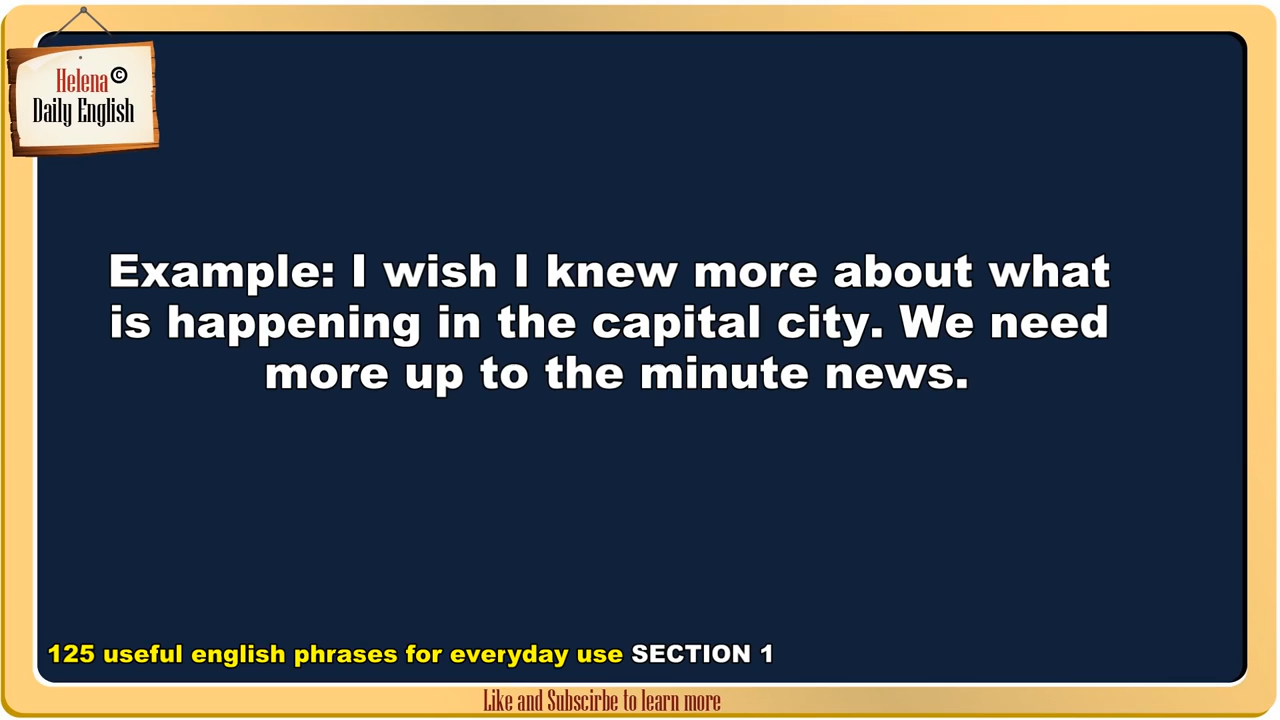 Helena ©
Daily English
Example: I wish I knew more about what
is happening in the capital city. We need
more up to the minute news.
125 useful english phrases for everyday use SECTION 1
Like and Subscirbe to learn more